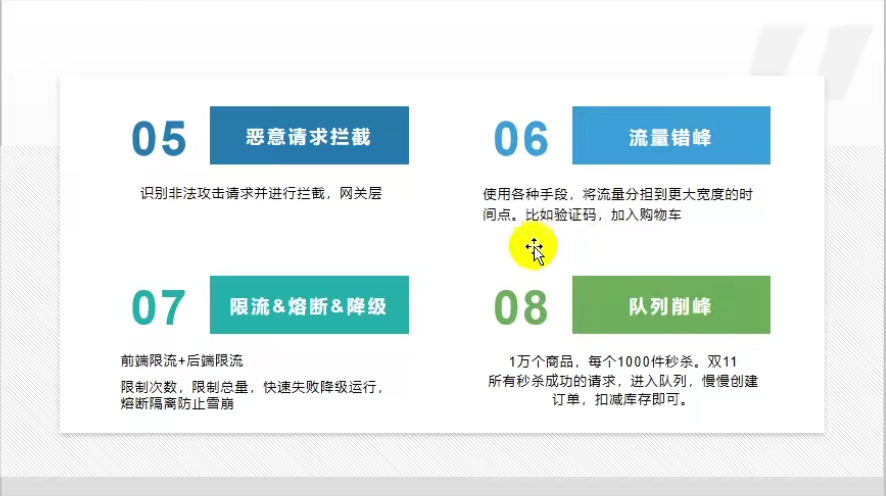 05 恶意请求拦截
识别非法攻击请求并进行拦截，网关层
06 流量错峰
使用各种手段，将流量分担到更大宽度的时
间点。比如验证码，加入购物车
07 限流&熔断&降级
前端限流+后端限流
限制次数，限制总量，快速失败降级运行，
熔断隔离防止雪崩
08 队列削峰
1万个商品，每个1000件秒杀。双11
所有秒杀成功的请求，进入队列，慢慢创建
订单，扣减库存即可。